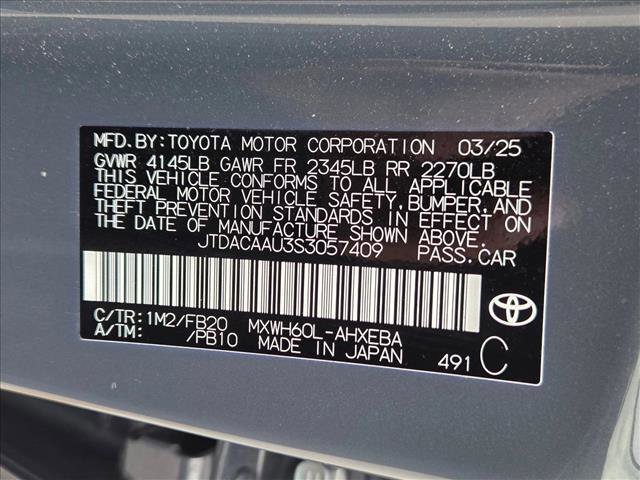 MFD. BY: TOYOTA MOTOR CORPORATION 03/25
GVWR 4145LB GAWR FR 2345LB RR 2270LB
THIS VEHICLE CONFORMS TO ALL APPLICABLE
FEDERAL MOTOR VEHICLE SAFETY, BUMPER, AND
THEFT PREVENTION STANDARDS IN EFFECT ON
THE DATE OF MANUFACTURE SHOWN ABOVE.
JTDACAAU3S3057409 PASS. CAR
C/TR: 1M2/FB20 MXWH60L-AHXEBA
A/TM: /PB10 MADE IN JAPAN
491 C